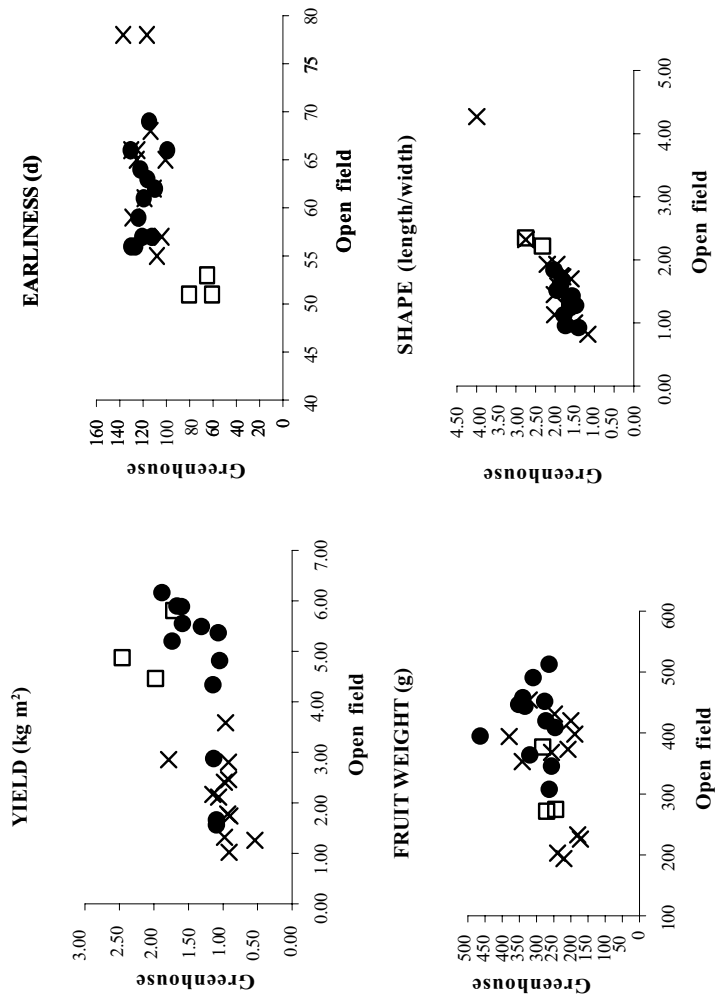 YIELD (kg m²)
3.00
2.50
2.00
1.50
1.00
0.50
0.00
0.00 1.00 2.00 3.00 4.00 5.00 6.00 7.00
Open field
Greenhouse
EARLINESS (d)
160
140
120
100
80
60
40
20
0
40 45 50 55 60 65 70 75 80
Open field
Greenhouse
FRUIT WEIGHT (g)
500
450
400
350
300
250
200
150
100
50
0
100 200 300 400 500 600
Open field
Greenhouse
SHAPE (length/width)
4.50
4.00
3.50
3.00
2.50
2.00
1.50
1.00
0.50
0.00
0.00 1.00 2.00 3.00 4.00 5.00
Open field
Greenhouse